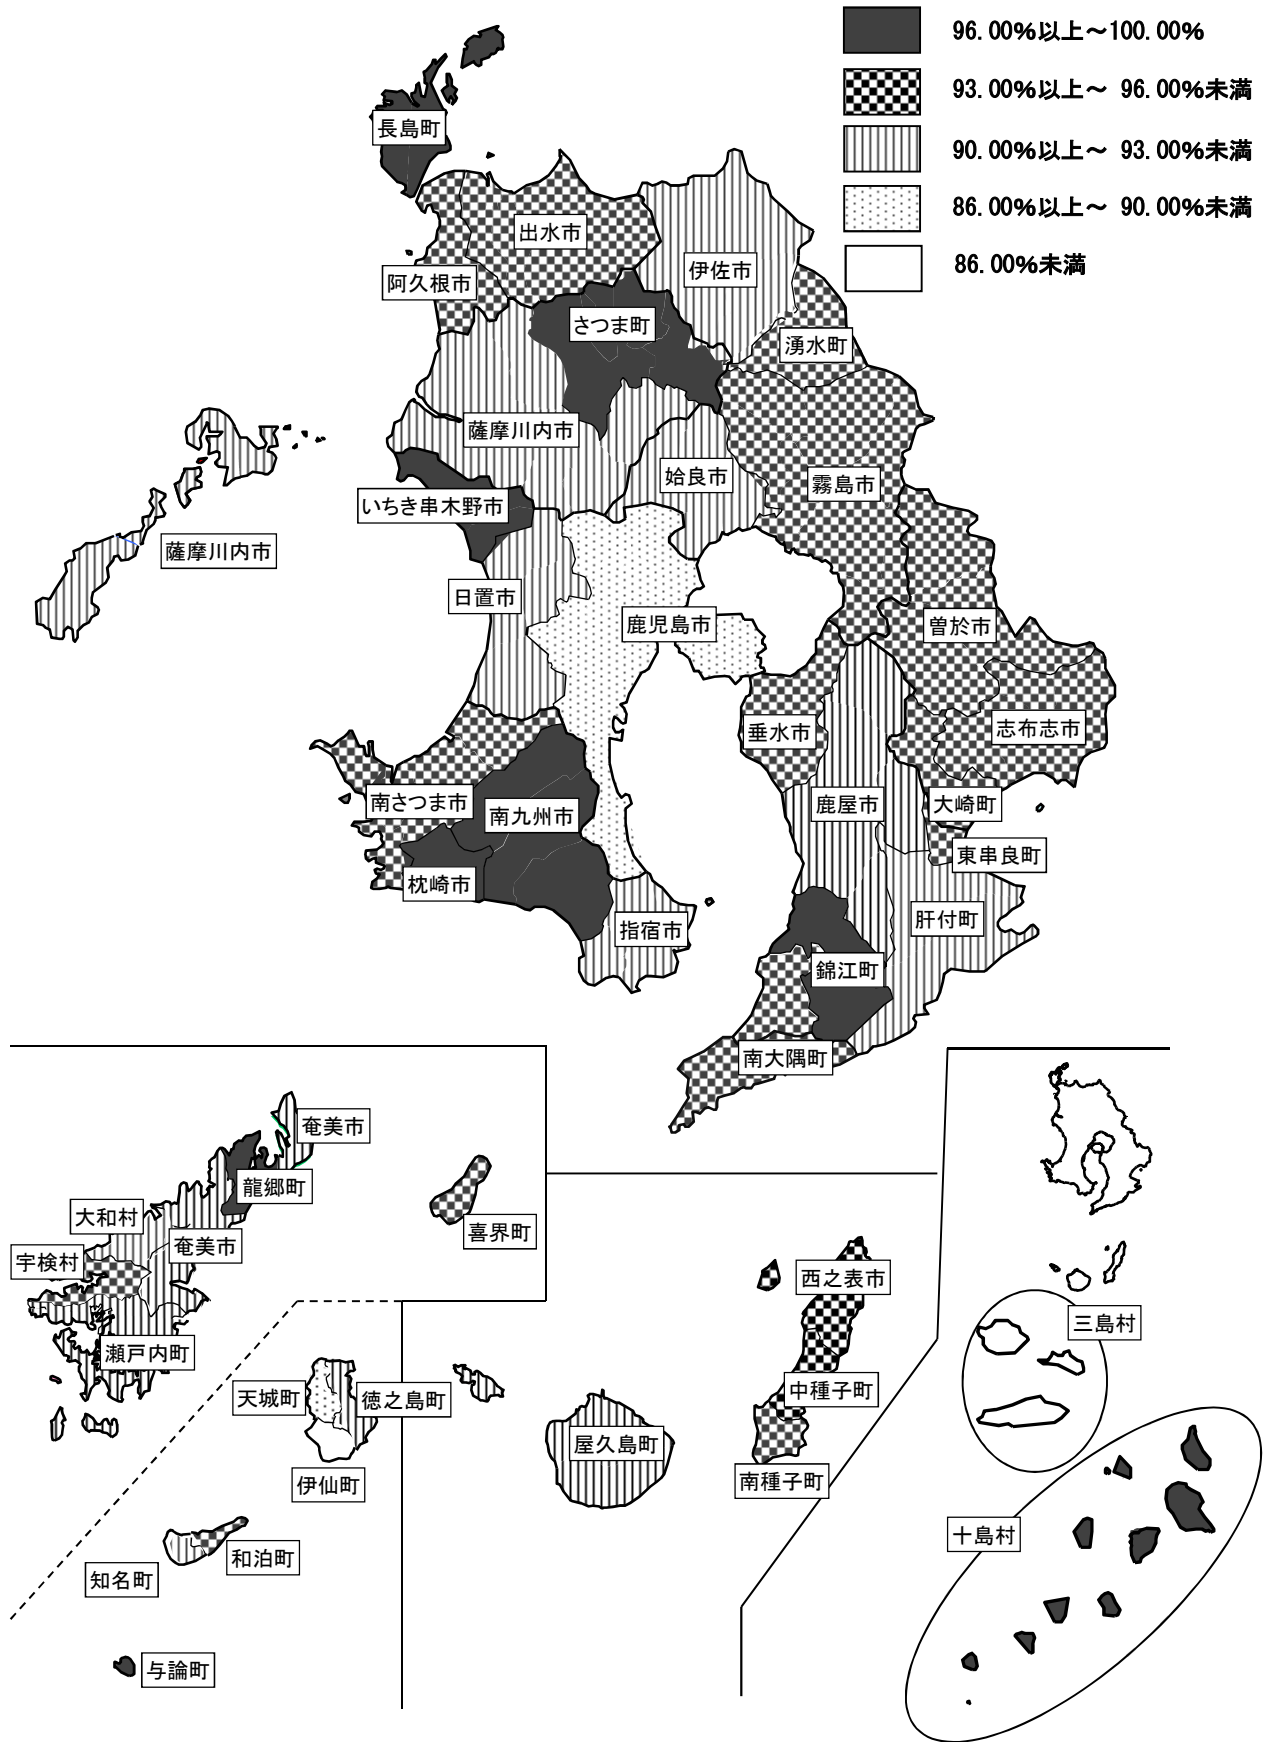 96.00%以上～100.00%
93.00%以上～ 96.00%未満
90.00%以上～ 93.00%未満
86.00%以上～ 90.00%未満
86.00%未満
長島町
出水市
阿久根市
伊佐市
さつま町
湧水町
薩摩川内市
姶良市
霧島市
いちき串木野市
薩摩川内市
日置市
鹿児島市
曽於市
垂水市
志布志市
南さつま市
南九州市
鹿屋市
大崎町
東串良町
枕崎市
指宿市
肝付町
錦江町
南大隅町
奄美市
龍郷町
大和村
奄美市
宇検村
喜界町
瀬戸内町
西之表市
三島村
天城町
徳之島町
中種子町
屋久島町
伊仙町
南種子町
十島村
和泊町
知名町
与論町